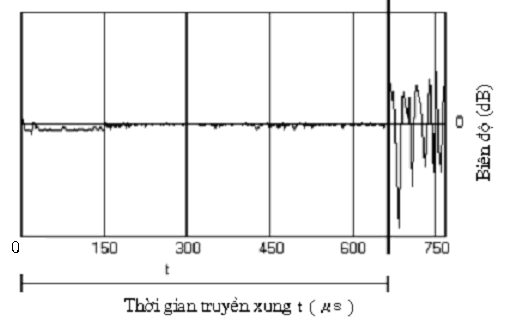 0
Biên độ (dB)
0 150 300 450 600 750
t
Thời gian truyền xung t ( μs )